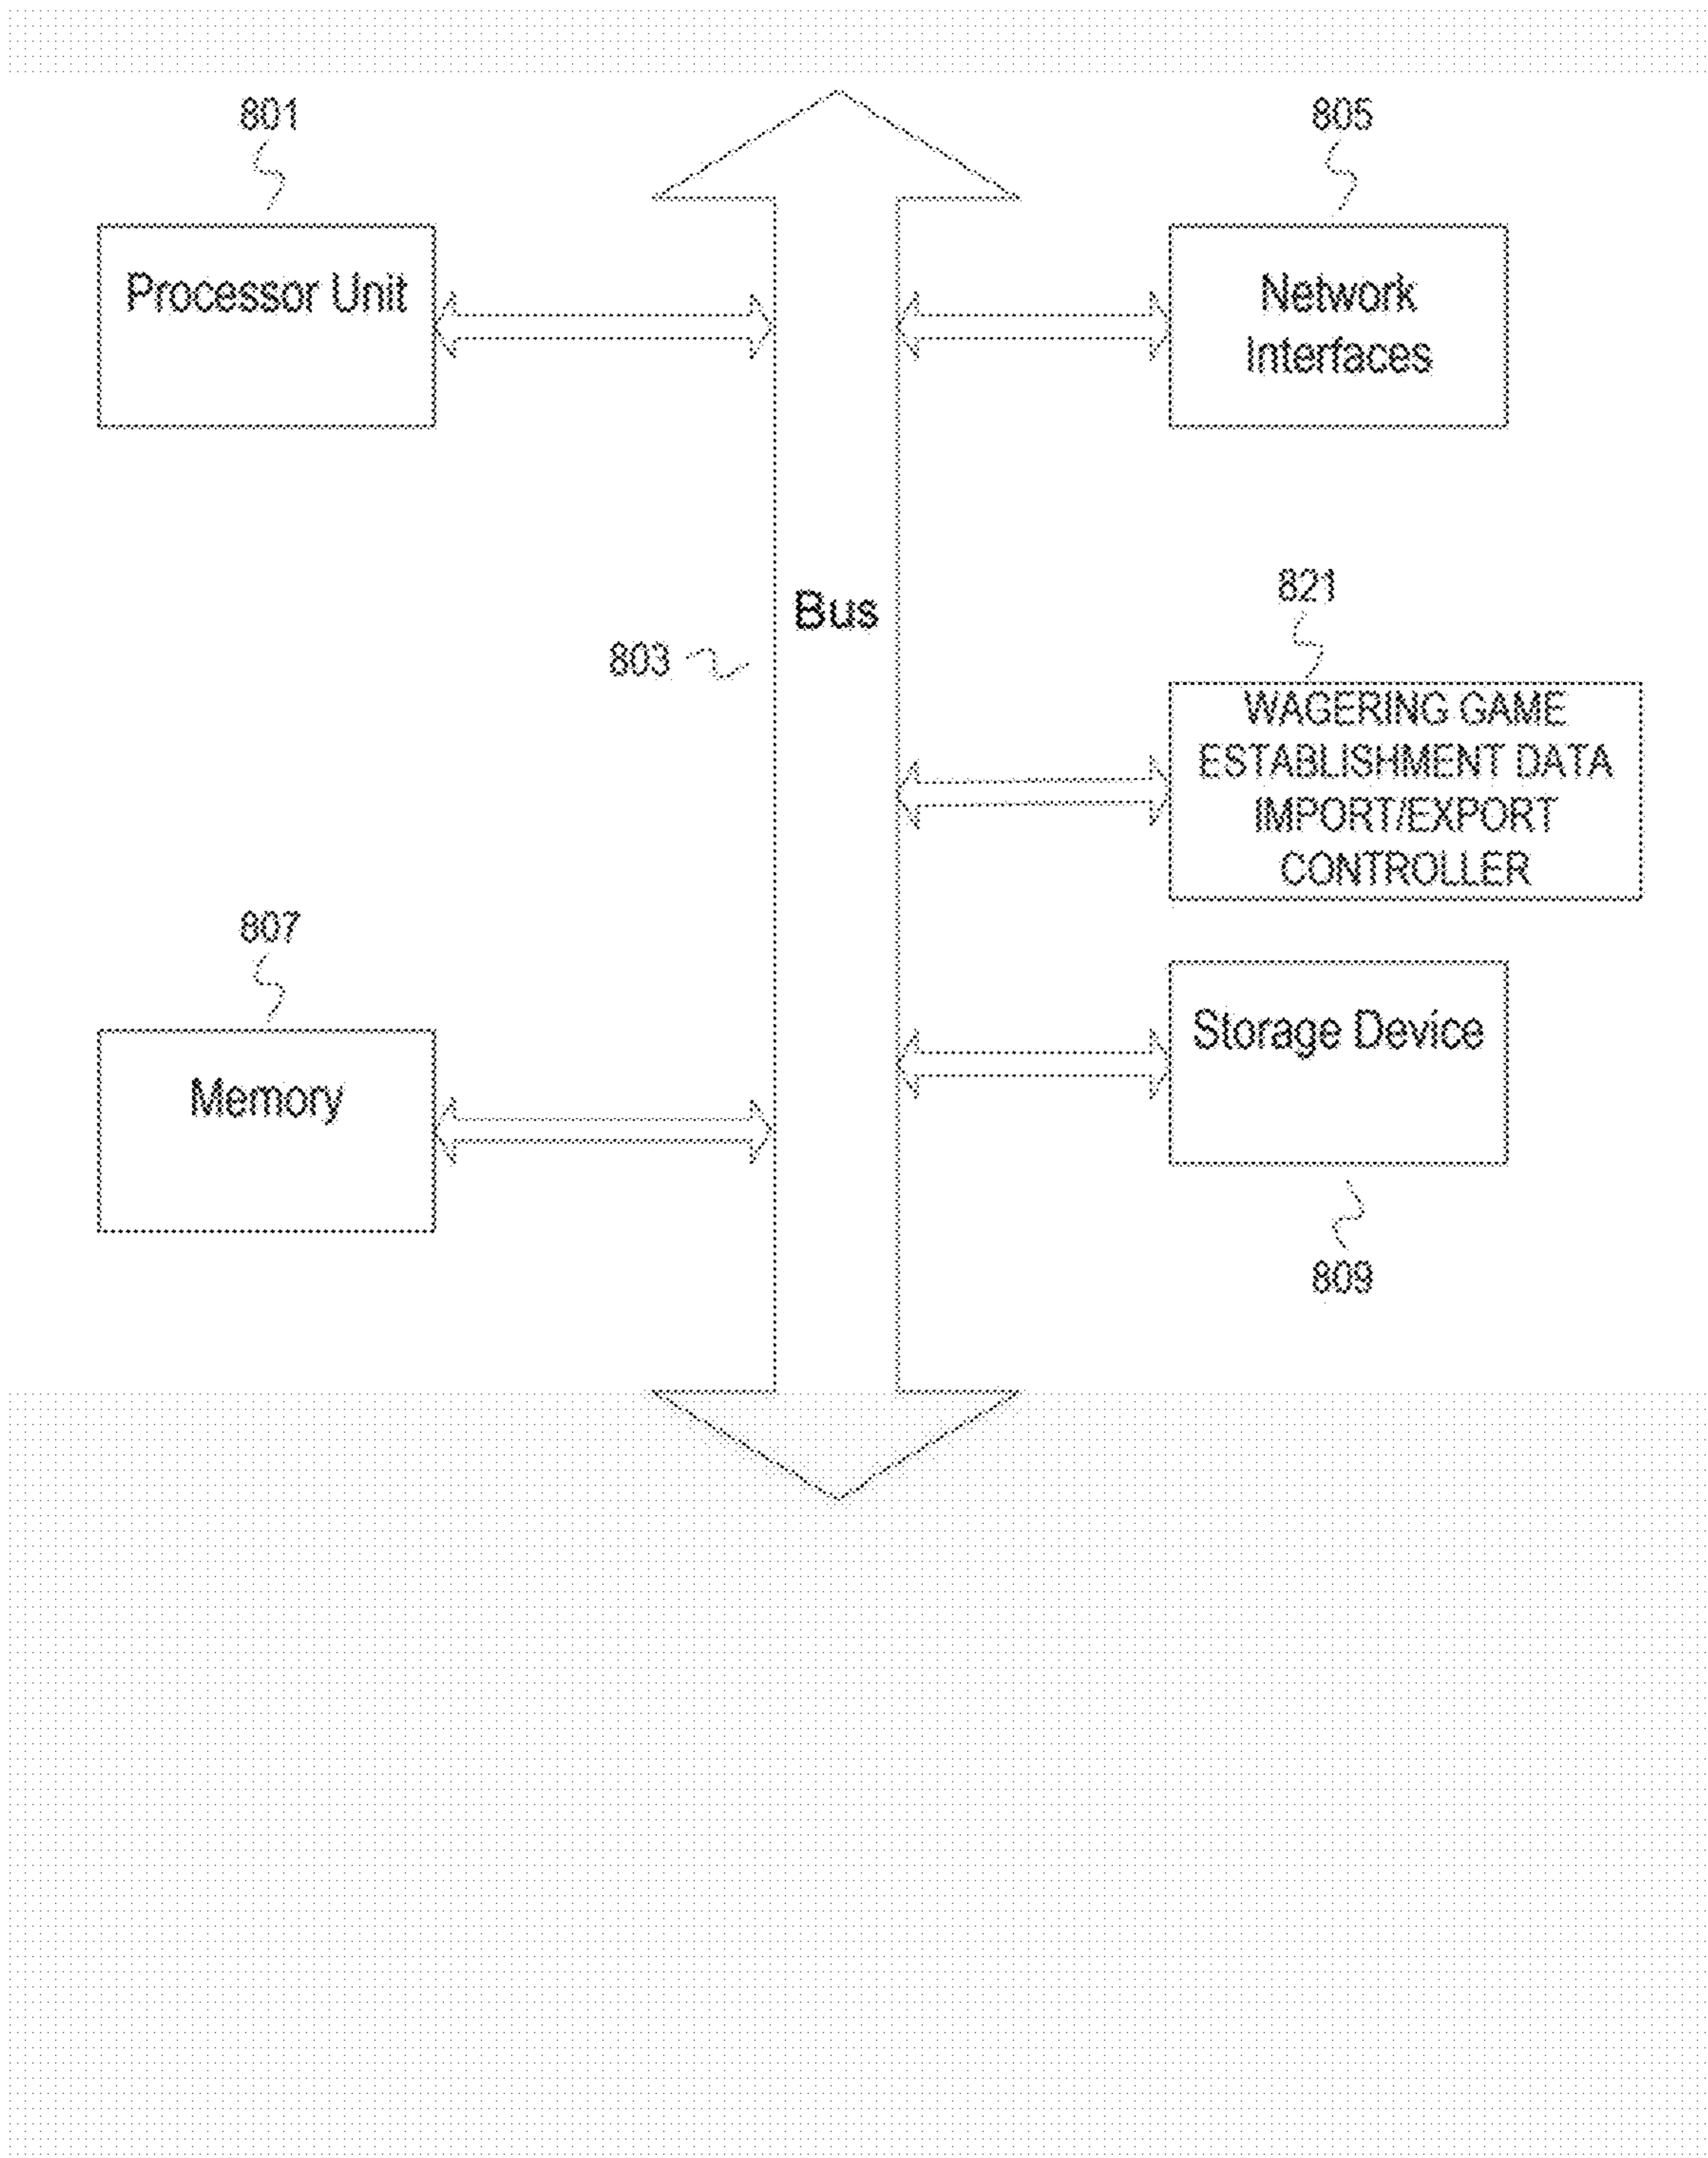 801
805
Processor Unit
Network
Interfaces
Bus
803
821
WAGERING GAME
ESTABLISHMENT DATA
IMPORT/EXPORT
CONTROLLER
807
Memory
Storage Device
809